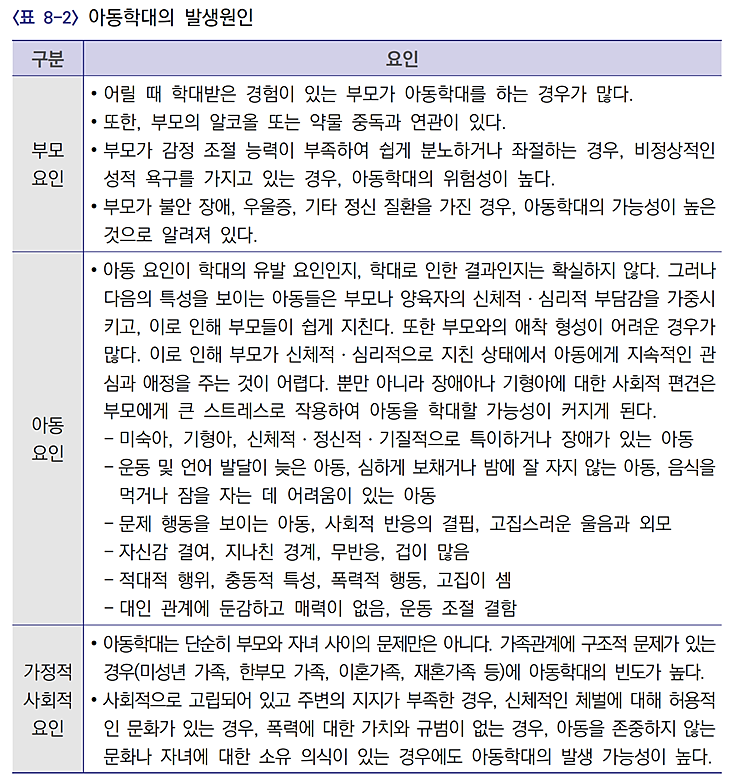 <표 8-2> 아동학대의 발생원인
구분
요인
부모
요인
• 어릴 때 학대받은 경험이 있는 부모가 아동학대를 하는 경우가 많다.
• 또한, 부모의 알코올 또는 약물 중독과 연관이 있다.
• 부모가 감정 조절 능력이 부족하여 쉽게 분노하거나 좌절하는 경우, 비정상적인
성적 욕구를 가지고 있는 경우, 아동학대의 위험성이 높다.
• 부모가 불안 장애, 우울증, 기타 정신 질환을 가진 경우, 아동학대의 가능성이 높은
것으로 알려져 있다.
아동
요인
• 아동 요인이 학대의 유발 요인인지, 학대로 인한 결과인지는 확실하지 않다. 그러나
다음의 특성을 보이는 아동들은 부모나 양육자의 신체적·심리적 부담감을 가중시
키고, 이로 인해 부모들이 쉽게 지친다. 또한 부모와의 애착 형성이 어려운 경우가
많다. 이로 인해 부모가 신체적·심리적으로 지친 상태에서 아동에게 지속적인 관
심과 애정을 주는 것이 어렵다. 뿐만 아니라 장애아나 기형아에 대한 사회적 편견은
부모에게 큰 스트레스로 작용하여 아동을 학대할 가능성이 커지게 된다.
– 미숙아, 기형아, 신체적·정신적·기질적으로 특이하거나 장애가 있는 아동
– 운동 및 언어 발달이 늦은 아동, 심하게 보채거나 밤에 잘 자지 않는 아동, 음식을
먹거나 잠을 자는 데 어려움이 있는 아동
– 문제 행동을 보이는 아동, 사회적 반응의 결핍, 고집스러운 울음과 외모
– 자신감 결여, 지나친 경계, 무반응, 겁이 많음
– 적대적 행위, 충동적 특성, 폭력적 행동, 고집이 셈
– 대인 관계에 둔감하고 매력이 없음, 운동 조절 결함
가정적
사회적
요인
• 아동학대는 단순히 부모와 자녀 사이의 문제만은 아니다. 가족관계에 구조적 문제가 있는
경우(미성년 가족, 한부모 가족, 이혼가족, 재혼가족 등)에 아동학대의 빈도가 높다.
• 사회적으로 고립되어 있고 주변의 지지가 부족한 경우, 신체적인 체벌에 대해 허용적
인 문화가 있는 경우, 폭력에 대한 가치와 규범이 없는 경우, 아동을 존중하지 않는
문화나 자녀에 대한 소유 의식이 있는 경우에도 아동학대의 발생 가능성이 높다.